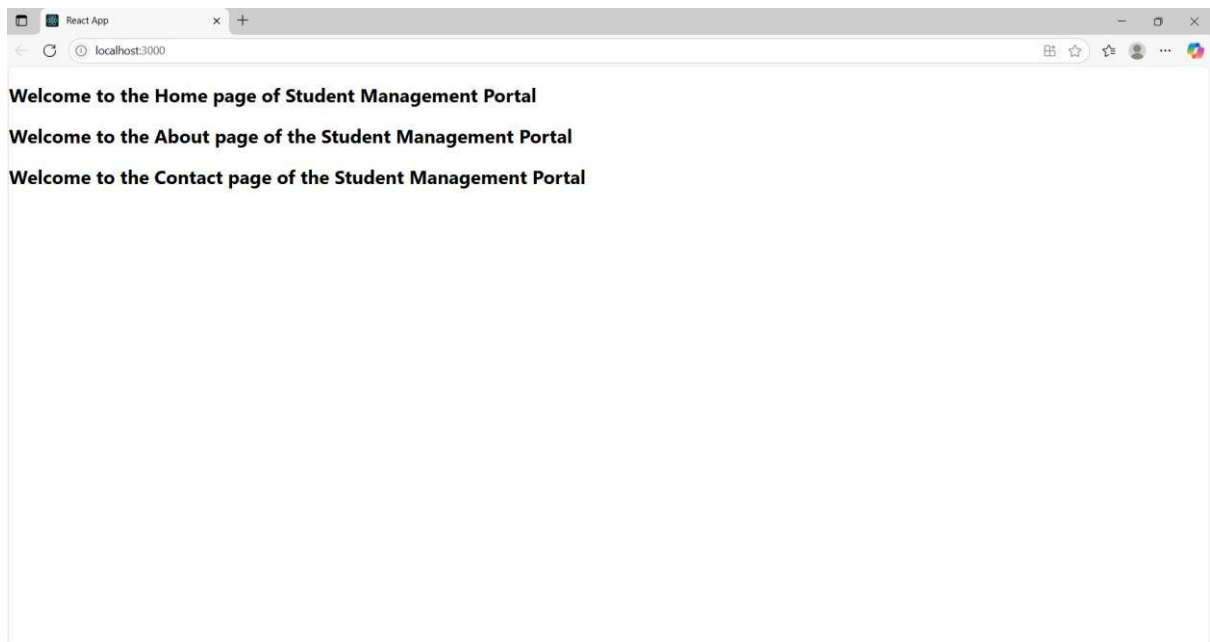 React App
localhost:3000
Welcome to the Home page of Student Management Portal
Welcome to the About page of the Student Management Portal
Welcome to the Contact page of the Student Management Portal